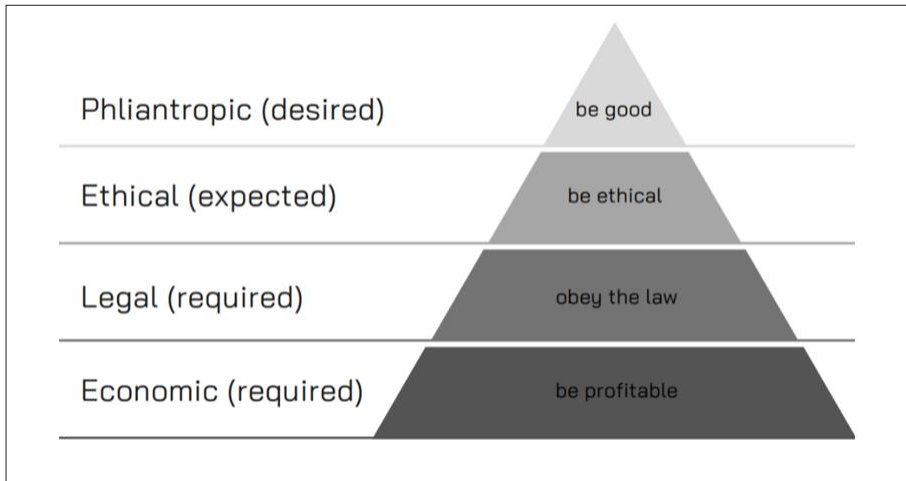 Phliantropic (desired)
be good
Ethical (expected)
be ethical
Legal (required)
obey the law
Economic (required)
be profitable